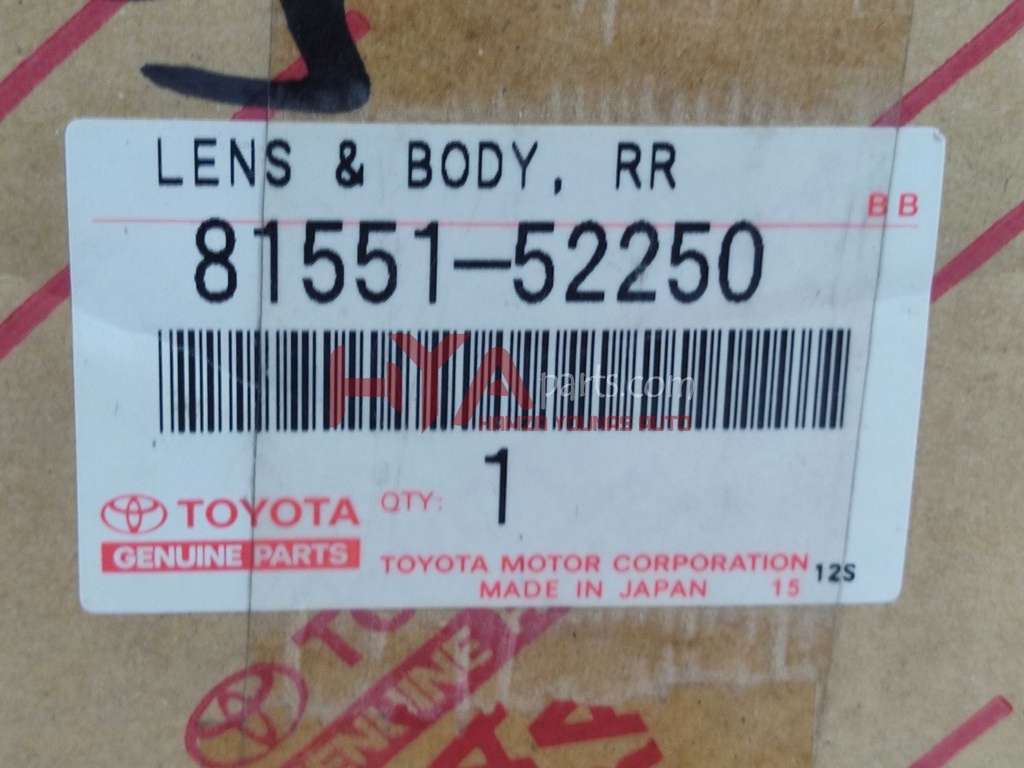 LENS & BODY, RR
BB
81551-52250
HYAparts.com
HAMZA YOUNAS AUTO
1
QTY:
TOYOTA
GENUINE PARTS
TOYOTA MOTOR CORPORATION
12S
MADE IN JAPAN 15